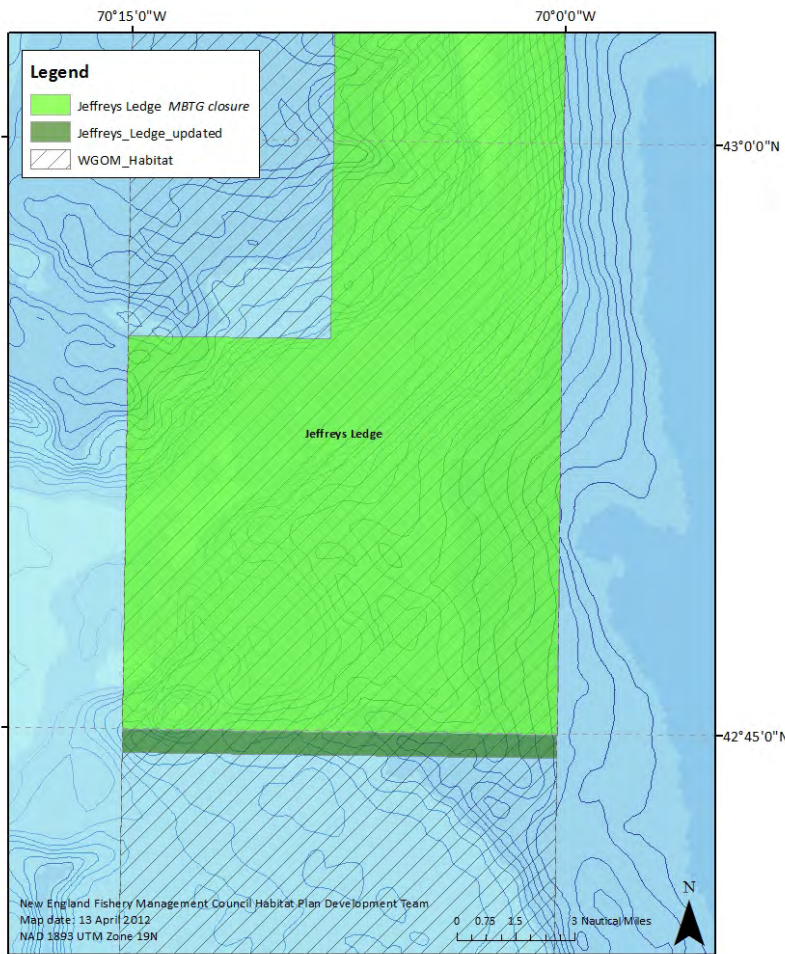 70°15'0"W
70°0'0"W
Legend
Jeffreys Ledge MBTG closure
Jeffreys_Ledge_updated
WGOM_Habitat
43°0'0"N
Jeffreys Ledge
42°45'0"N
New England Fishery Management Council Habitat Plan Development Team
Map date: 13 April 2012
NAD 1893 UTM Zone 19N
0 0.75 1.5 3 Nautical Miles
N